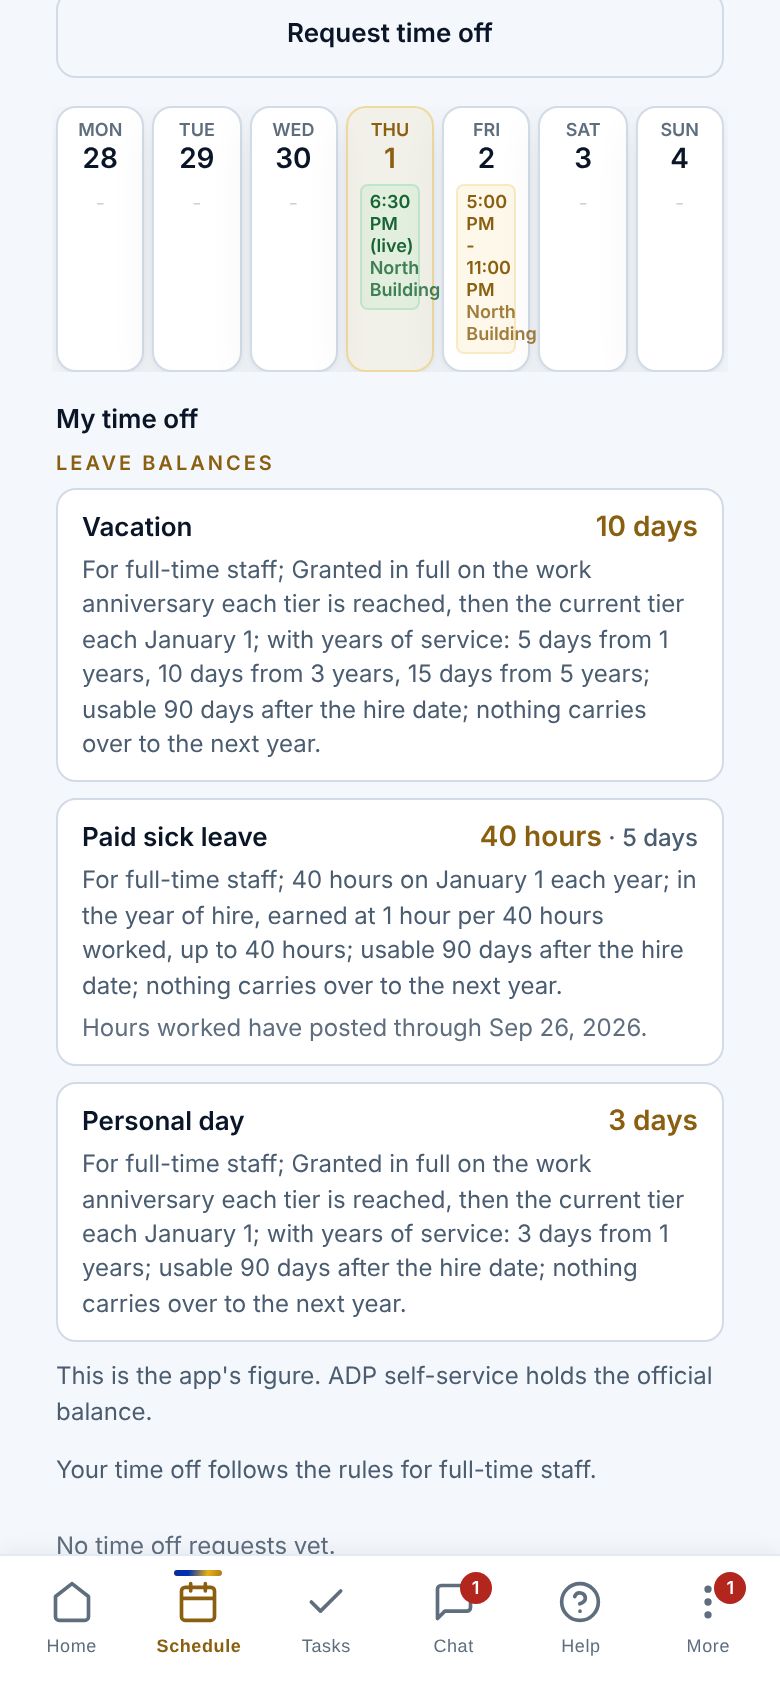 Request time off
MON TUE WED THU FRI SAT SUN
28 29 30 1 2 3 4
- - - - -
6:30
PM
(live)
North
Building
5:00
PM
-
11:00
PM
North
Building
My time off
LEAVE BALANCES
Vacation 10 days
For full-time staff; Granted in full on the work
anniversary each tier is reached, then the current tier
each January 1; with years of service: 5 days from 1
years, 10 days from 3 years, 15 days from 5 years;
usable 90 days after the hire date; nothing carries
over to the next year.
Paid sick leave 40 hours · 5 days
For full-time staff; 40 hours on January 1 each year; in
the year of hire, earned at 1 hour per 40 hours
worked, up to 40 hours; usable 90 days after the hire
date; nothing carries over to the next year.
Hours worked have posted through Sep 26, 2026.
Personal day 3 days
For full-time staff; Granted in full on the work
anniversary each tier is reached, then the current tier
each January 1; with years of service: 3 days from 1
years; usable 90 days after the hire date; nothing
carries over to the next year.
This is the app's figure. ADP self-service holds the official
balance.
Your time off follows the rules for full-time staff.
No time off requests yet.
1 1
Home Schedule Tasks Chat Help More